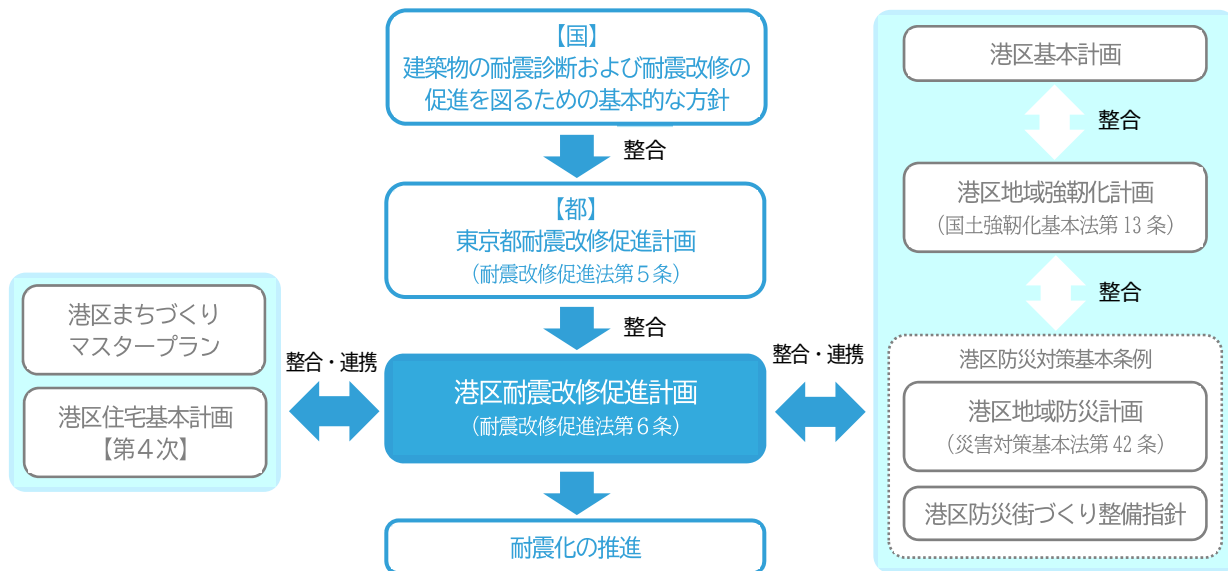 【国】
建築物の耐震診断および耐震改修の
促進を図るための基本的な方針
整合
【都】
東京都耐震改修促進計画
（耐震改修促進法第５条）
整合
港区まちづくり
マスタープラン
港区住宅基本計画
【第４次】
整合・連携
港区耐震改修促進計画
（耐震改修促進法第６条）
整合・連携
耐震化の推進
港区基本計画
整合
港区地域強靭化計画
（国土強靭化基本法第 13 条）
整合
港区防災対策基本条例
港区地域防災計画
（災害対策基本法第 42 条）
港区防災街づくり整備指針